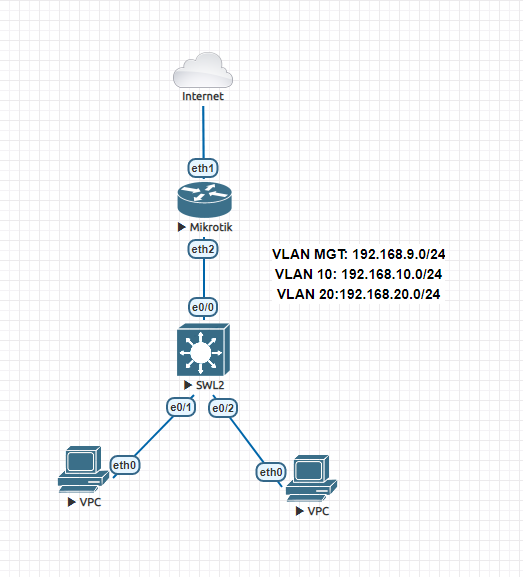 Internet
eth1
Mikrotik
eth2
VLAN MGT: 192.168.9.0/24
VLAN 10: 192.168.10.0/24
VLAN 20:192.168.20.0/24
e0/0
SWL2
e0/1
e0/2
eth0
eth0
VPC
VPC